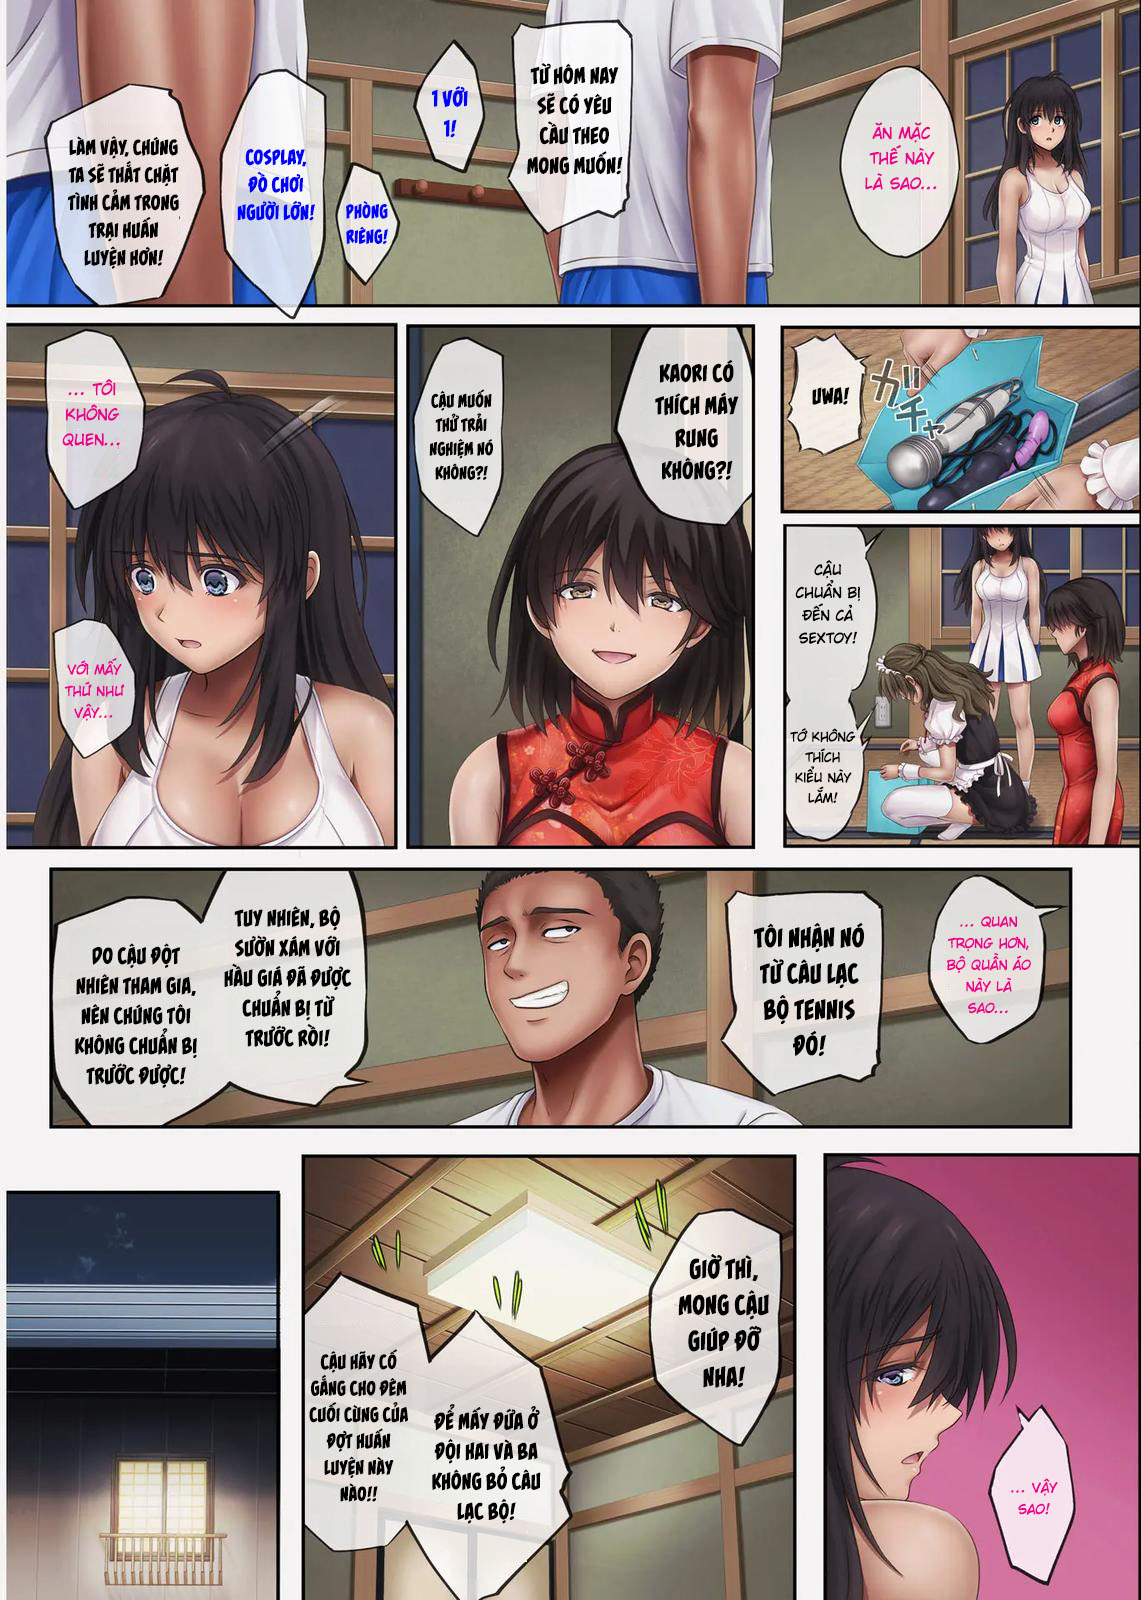 ĂN MẶC
THẾ NÀY
LÀ SAO...
TỪ HÔM NAY
SẼ CÓ YÊU
CẦU THEO
MONG MUỐN!
1 VỚI
1!
PHÒNG
RIÊNG!
COSPLAY,
ĐỒ CHƠI
NGƯỜI LỚN!
LÀM VẬY, CHÚNG
TA SẼ THẮT CHẶT
TÌNH CẢM TRONG
TRẠI HUẤN
LUYỆN HƠN!
UWA!
ガチャ
CẬU
CHUẨN BỊ
ĐẾN CẢ
SEXTOY!
TỚ KHÔNG
THÍCH
KIỂU NÀY
LẮM!
KAORI CÓ
THÍCH MÁY
RUNG
KHÔNG?!
CẬU MUỐN
THỬ TRẢI
NGHIỆM NÓ
KHÔNG?!
... TÔI
KHÔNG
QUEN...
VỚI MẤY
THỨ NHƯ
VẬY...
... QUAN
TRỌNG HƠN,
BỘ QUẦN ÁO
NÀY LÀ
SAO...
TÔI NHẬN NÓ
TỪ CÂU LẠC
BỘ TENNIS
ĐÓ!
TUY NHIÊN, BỘ
SƯỜN XÁM VỚI
HẦU GIÁ ĐÃ ĐƯỢC
CHUẨN BỊ TỪ
TRƯỚC RỒI!
DO CẬU ĐỘT
NHIÊN THAM GIA,
NÊN CHÚNG TÔI
KHÔNG CHUẨN BỊ
TRƯỚC ĐƯỢC!
... VẬY
SAO!
GIỜ THÌ,
MONG CẬU
GIÚP ĐỠ
NHA!
ĐỂ MẤY ĐỨA Ở
ĐỘI HAI VÀ BA
KHÔNG BỎ CÂU
LẠC BỘ!
CẬU HÃY CỐ
GẮNG CHO ĐÊM
CUỐI CÙNG CỦA
ĐỢT HUẤN
LUYỆN NÀY
NÀO!!